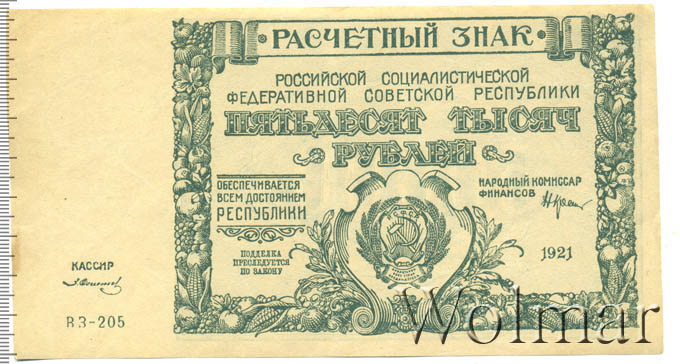 РАСЧЕТНЫЙ ЗНАК
РОССИЙСКОЙ СОЦИАЛИСТИЧЕСКОЙ
ФЕДЕРАТИВНОЙ СОВЕТСКОЙ РЕСПУБЛИКИ
ПЯТЬДЕСЯТ ТЫСЯЧ
РУБЛЕЙ
ОБЕСПЕЧИВАЕТСЯ
ВСЕМ ДОСТОЯНИЕМ
РЕСПУБЛИКИ
ПОДДЕЛКА
ПРЕСЛЕДУЕТСЯ
ПО ЗАКОНУ
НАРОДНЫЙ КОМИССАР
ФИНАНСОВ
1921
КАССИР
ВЗ-205
Wolmar